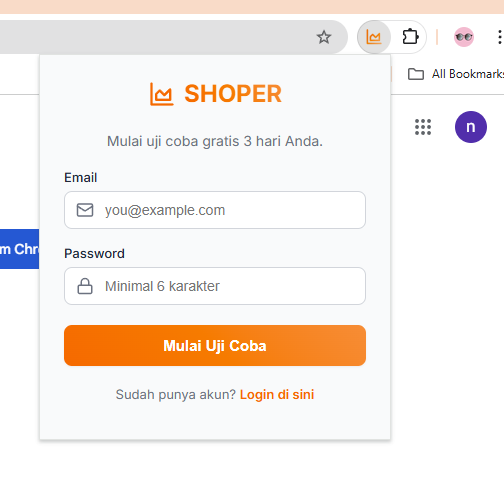 All Bookmarks
SHOPER
n
Mulai uji coba gratis 3 hari Anda.
Email
you@example.com
m Chr
Password
Minimal 6 karakter
Mulai Uji Coba
Sudah punya akun? Login di sini